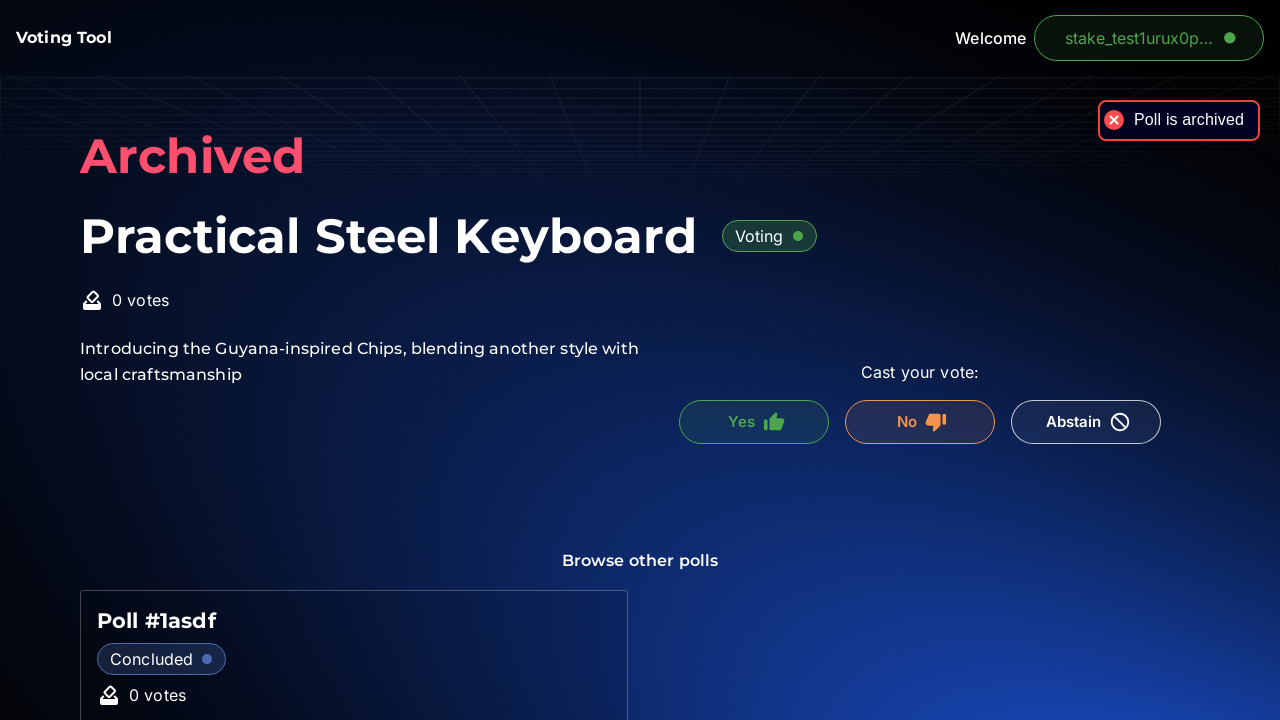 Voting Tool
Welcome
stake_test1urux0p...
Poll is archived
Archived
Practical Steel Keyboard
Voting
0 votes
Introducing the Guyana-inspired Chips, blending another style with
local craftsmanship
Cast your vote:
Yes
No
Abstain
Browse other polls
Poll #1asdf
Concluded
0 votes